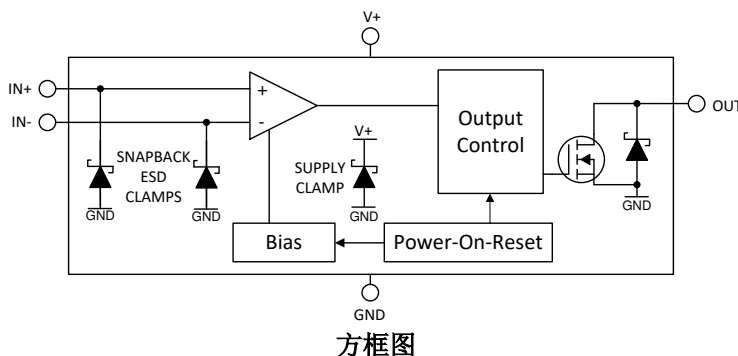 V+
IN+
IN-
+
-
V+
Output
Control
OUT
SNAPBACK
ESD
CLAMPS
SUPPLY
CLAMP
GND
GND
GND
GND
Bias
Power-On-Reset
GND
方框图